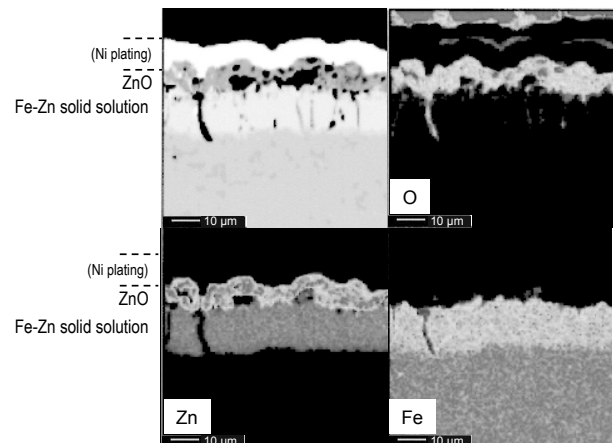 (Ni plating)
ZnO
Fe-Zn solid solution
10 μm
O
10 μm
(Ni plating)
ZnO
Fe-Zn solid solution
Zn
10 μm
Fe
10 μm